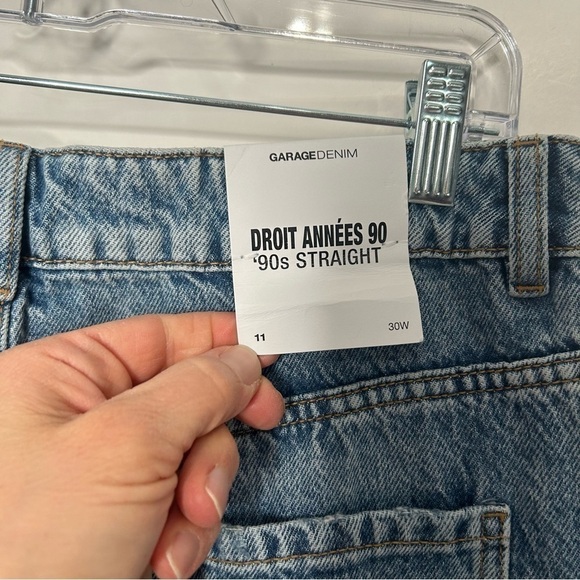 GARAGEDENIM
DROIT ANNÉES 90
'90s STRAIGHT
11 30W